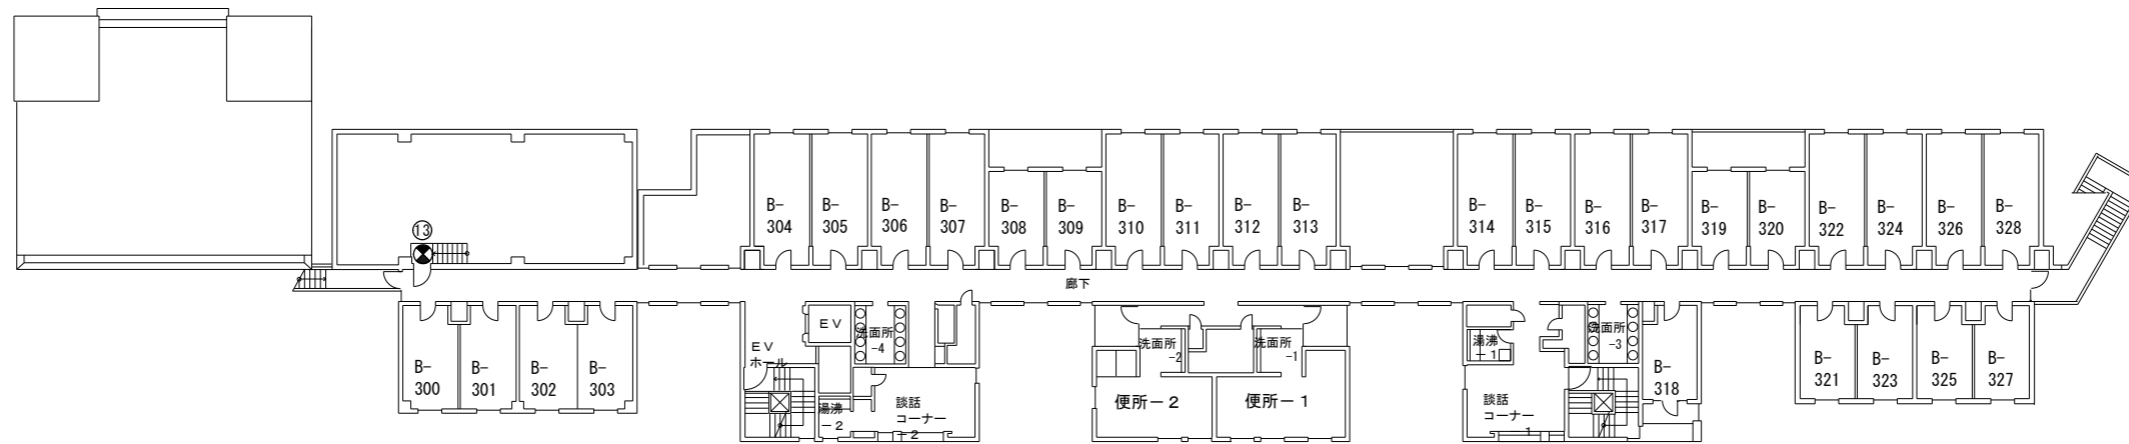 13
B-
304
B-
305
B-
306
B-
307
B-
308
B-
309
B-
310
B-
311
B-
312
B-
313
B-
314
B-
315
B-
316
B-
317
B-
319
B-
320
B-
322
B-
324
B-
326
B-
328
廊下
B-
300
B-
301
B-
302
B-
303
EV
ホール
EV
洗面所
-4
湯沸
-2
談話
コーナー
-2
洗面所
-2
洗面所
-1
便所-2
便所-1
湯沸
-1
談話
コーナー
1
洗面所
-3
B-
318
B-
321
B-
323
B-
325
B-
327